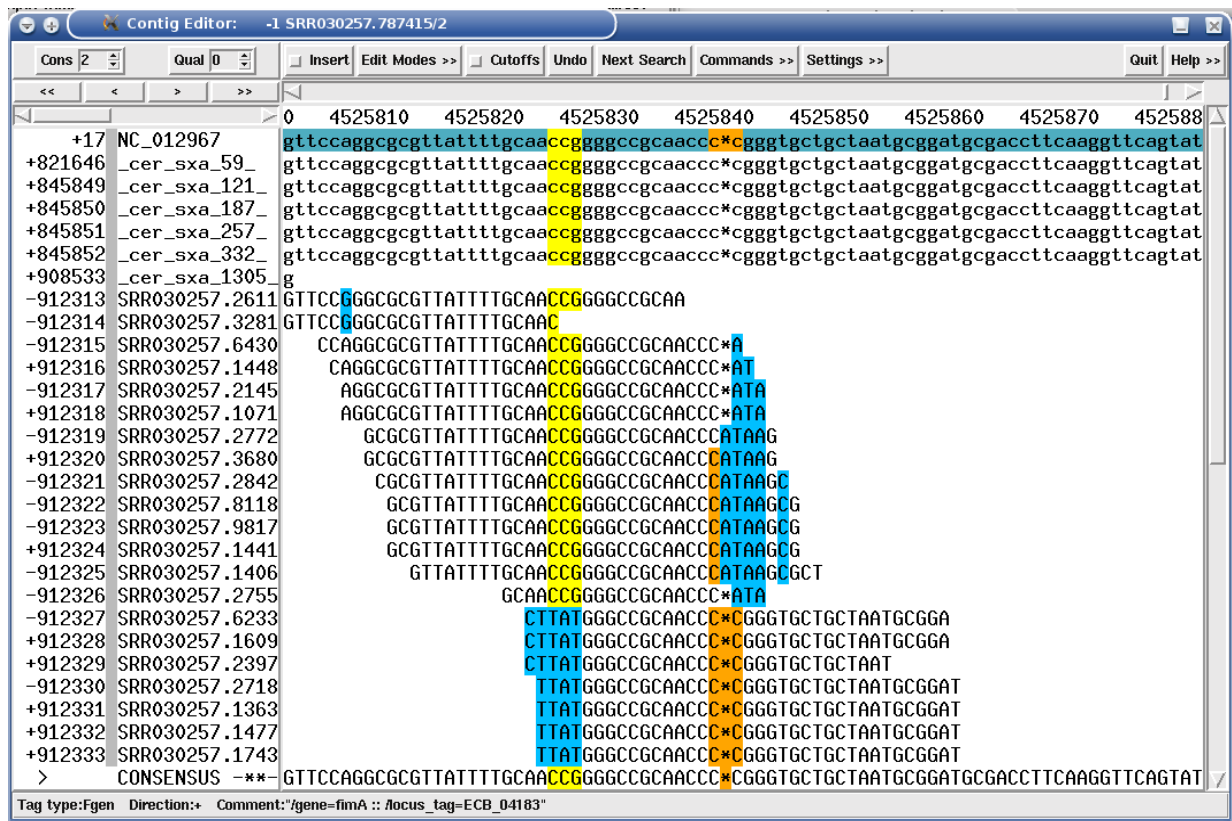 Contig Editor: -1 SRR030257.787415/2
Cons 2 Qual 0 Insert Edit Modes >> Cutoffs Undo Next Search Commands >> Settings >> Quit Help >>
<< < > >>
0 4525810 4525820 4525830 4525840 4525850 4525860 4525870 452588
+17 NC_012967 gttccaggcgcgttattttgcaaccggggccgcaaccc*cgggtgctgctaatgcggatgcgaccttcaaggttcagtat
+821646 _cer_sxa_59_ gttccaggcgcgttattttgcaaccggggccgcaaccc*cgggtgctgctaatgcggatgcgaccttcaaggttcagtat
+845849 _cer_sxa_121_ gttccaggcgcgttattttgcaaccggggccgcaaccc*cgggtgctgctaatgcggatgcgaccttcaaggttcagtat
+845850 _cer_sxa_187_ gttccaggcgcgttattttgcaaccggggccgcaaccc*cgggtgctgctaatgcggatgcgaccttcaaggttcagtat
+845851 _cer_sxa_257_ gttccaggcgcgttattttgcaaccggggccgcaaccc*cgggtgctgctaatgcggatgcgaccttcaaggttcagtat
+845852 _cer_sxa_332_ gttccaggcgcgttattttgcaaccggggccgcaaccc*cgggtgctgctaatgcggatgcgaccttcaaggttcagtat
+908533 _cer_sxa_1305_ g
-912313 SRR030257.2611 GTTCCGGGCGCGTTATTTTGCAACCGGGGCCGCAA
-912314 SRR030257.3281 GTTCCGGGCGCGTTATTTTGCAAC
-912315 SRR030257.6430 CCAGGCGCGTTATTTTGCAACCGGGGCCGCAACCC*A
+912316 SRR030257.1448 CAGGCGCGTTATTTTGCAACCGGGGCCGCAACCC*AT
-912317 SRR030257.2145 AGGCGCGTTATTTTGCAACCGGGGCCGCAACCC*ATA
+912318 SRR030257.1071 AGGCGCGTTATTTTGCAACCGGGGCCGCAACCC*ATA
-912319 SRR030257.2772 GCGCGTTATTTTGCAACCGGGGCCGCAACCCATAAG
+912320 SRR030257.3680 GCGCGTTATTTTGCAACCGGGGCCGCAACCCATAAG
-912321 SRR030257.2842 CGCGTTATTTTGCAACCGGGGCCGCAACCCATAAGC
-912322 SRR030257.8118 GCGTTATTTTGCAACCGGGGCCGCAACCCATAAGCG
-912323 SRR030257.9817 GCGTTATTTTGCAACCGGGGCCGCAACCCATAAGCG
+912324 SRR030257.1441 GCGTTATTTTGCAACCGGGGCCGCAACCCATAAGCG
-912325 SRR030257.1406 GTTATTTTGCAACCGGGGCCGCAACCCATAAGCGCT
-912326 SRR030257.2755 GCAACCGGGGCCGCAACCC*ATA
-912327 SRR030257.6233 CTTATGGGCCGCAACCC*CGGGTGCTGCTAATGCGGA
+912328 SRR030257.1609 CTTATGGGCCGCAACCC*CGGGTGCTGCTAATGCGGA
+912329 SRR030257.2397 CTTATGGGCCGCAACCC*CGGGTGCTGCTAAT
-912330 SRR030257.2718 TTATGGGCCGCAACCC*CGGGTGCTGCTAATGCGGAT
+912331 SRR030257.1363 TTATGGGCCGCAACCC*CGGGTGCTGCTAATGCGGAT
+912332 SRR030257.1477 TTATGGGCCGCAACCC*CGGGTGCTGCTAATGCGGAT
+912333 SRR030257.1743 TTATGGGCCGCAACCC*CGGGTGCTGCTAATGCGGAT
> CONSENSUS -**- GTTCCAGGCGCGTTATTTTGCAACCGGGGCCGCAACCC*CGGGTGCTGCTAATGCGGATGCGACCTTCAAGGTTCAGTAT
Tag type:Fgen Direction:+ Comment:"/gene=fimA :: /locus_tag=ECB_04183"